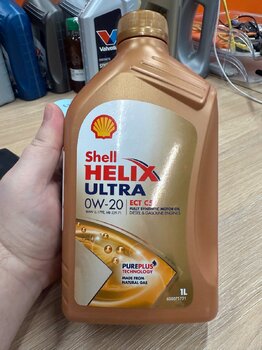 Valvoline
Shell
HELIX
ULTRA
0W-20
ECT C5
FULLY SYNTHETIC MOTOR OIL
DIESEL & GASOLINE ENGINES
PUREPLUS
TECHNOLOGY
MADE FROM
NATURAL GAS
1L